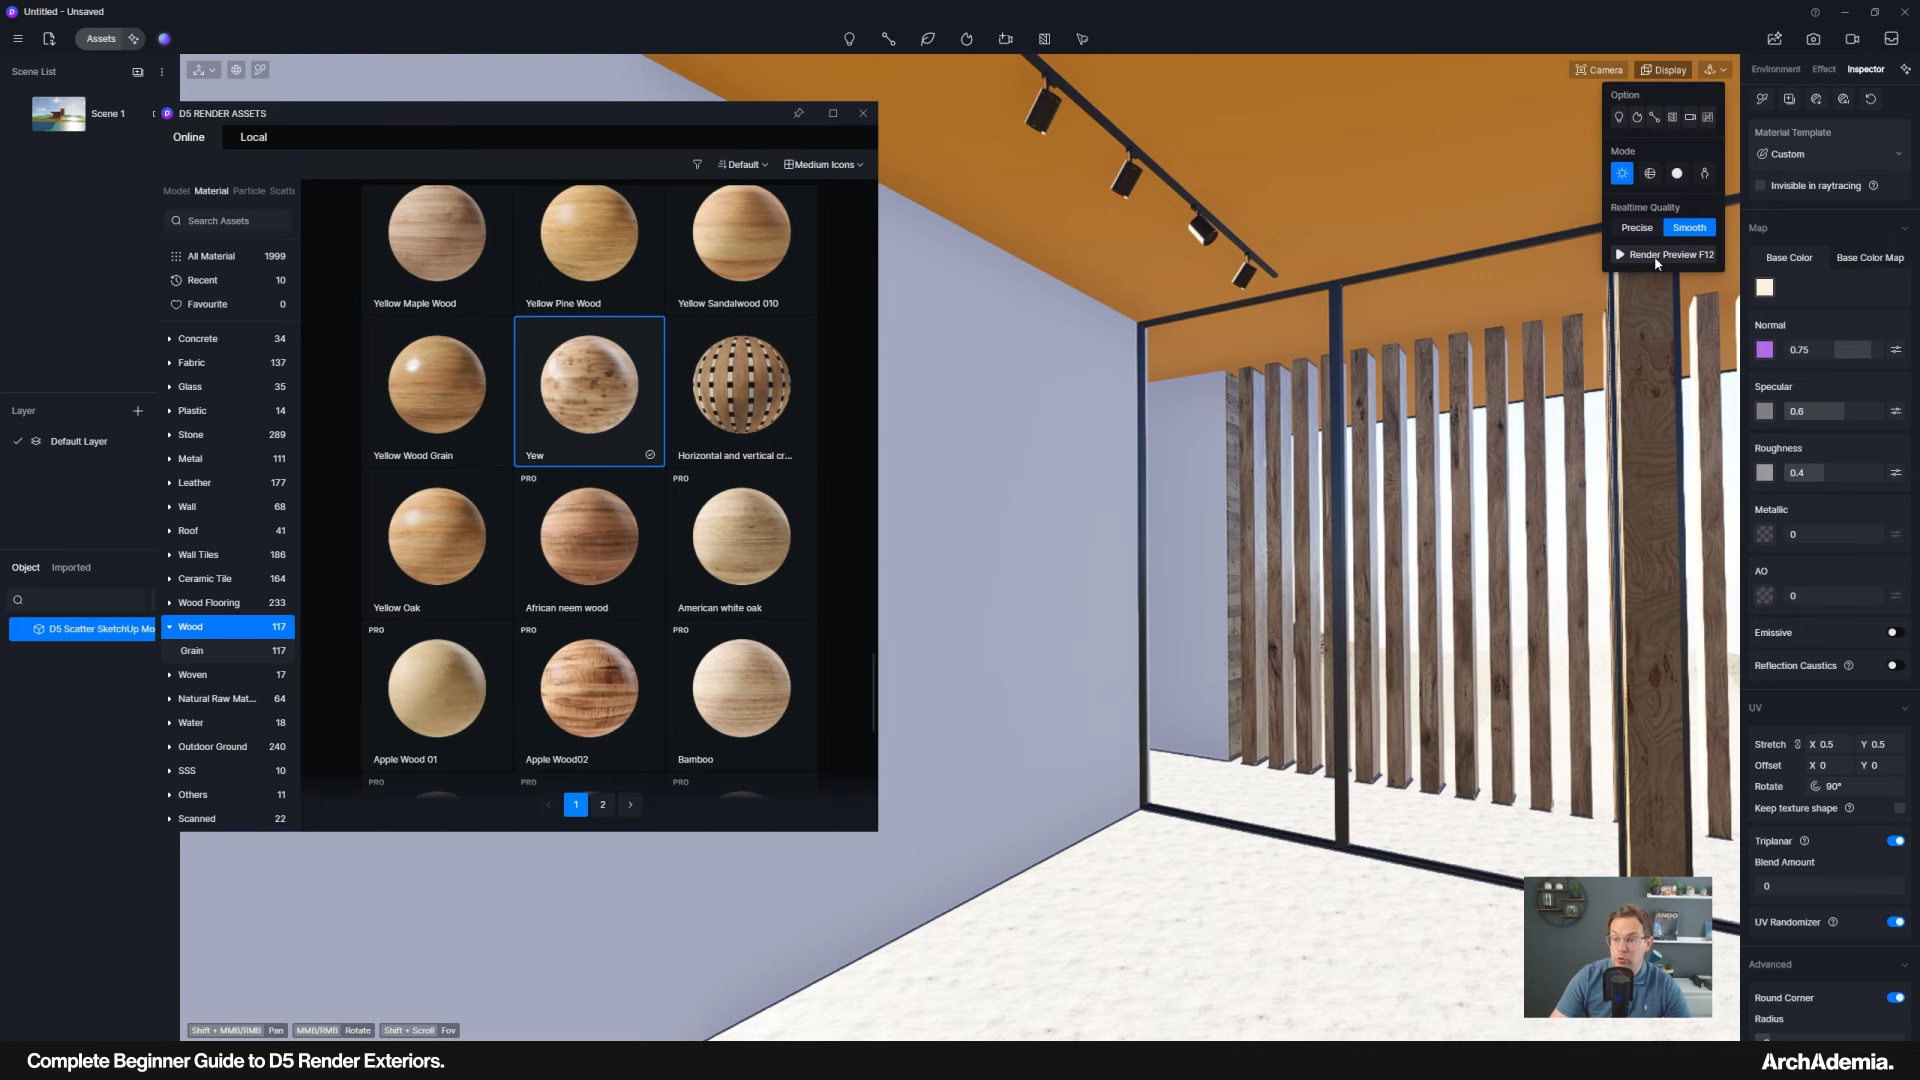 Untitled - Unsaved
Assets
Scene List
Scene 1
Layer
Default Layer
Object Imported
D5 Scatter SketchUp Mo
D5 RENDER ASSETS
Online Local
Default Medium Icons
Model Material Particle Scatte
Search Assets
All Material 1999
Recent 10
Favourite 0
Concrete 34
Fabric 137
Glass 35
Plastic 14
Stone 289
Metal 111
Leather 177
Wall 68
Roof 41
Wall Tiles 186
Ceramic Tile 164
Wood Flooring 233
Wood 117
Grain 117
Woven 17
Natural Raw Mat... 64
Water 18
Outdoor Ground 240
SSS 10
Others 11
Scanned 22
Yellow Maple Wood Yellow Pine Wood Yellow Sandalwood 010
Yellow Wood Grain Yew Horizontal and vertical cr...
PRO PRO
Yellow Oak African neem wood American white oak
PRO PRO PRO
Apple Wood 01 Apple Wood02 Bamboo
PRO PRO PRO
1 2
Camera Display
Option
Mode
Realtime Quality
Precise Smooth
Render Preview F12
Environment Effect Inspector
Material Template
Custom
Invisible in raytracing
Map
Base Color Base Color Map
Normal
0.75
Specular
0.6
Roughness
0.4
Metallic
0
AO
0
Emissive
Reflection Caustics
UV
Stretch X 0.5 Y 0.5
Offset X 0 Y 0
Rotate 90°
Keep texture shape
Triplanar
Blend Amount
0
UV Randomizer
Advanced
Round Corner
Radius
ANDO
Shift + MMB/RMB Pan MMB/RMB Rotate Shift + Scroll Fov
Complete Beginner Guide to D5 Render Exteriors.
ArchAdemia.